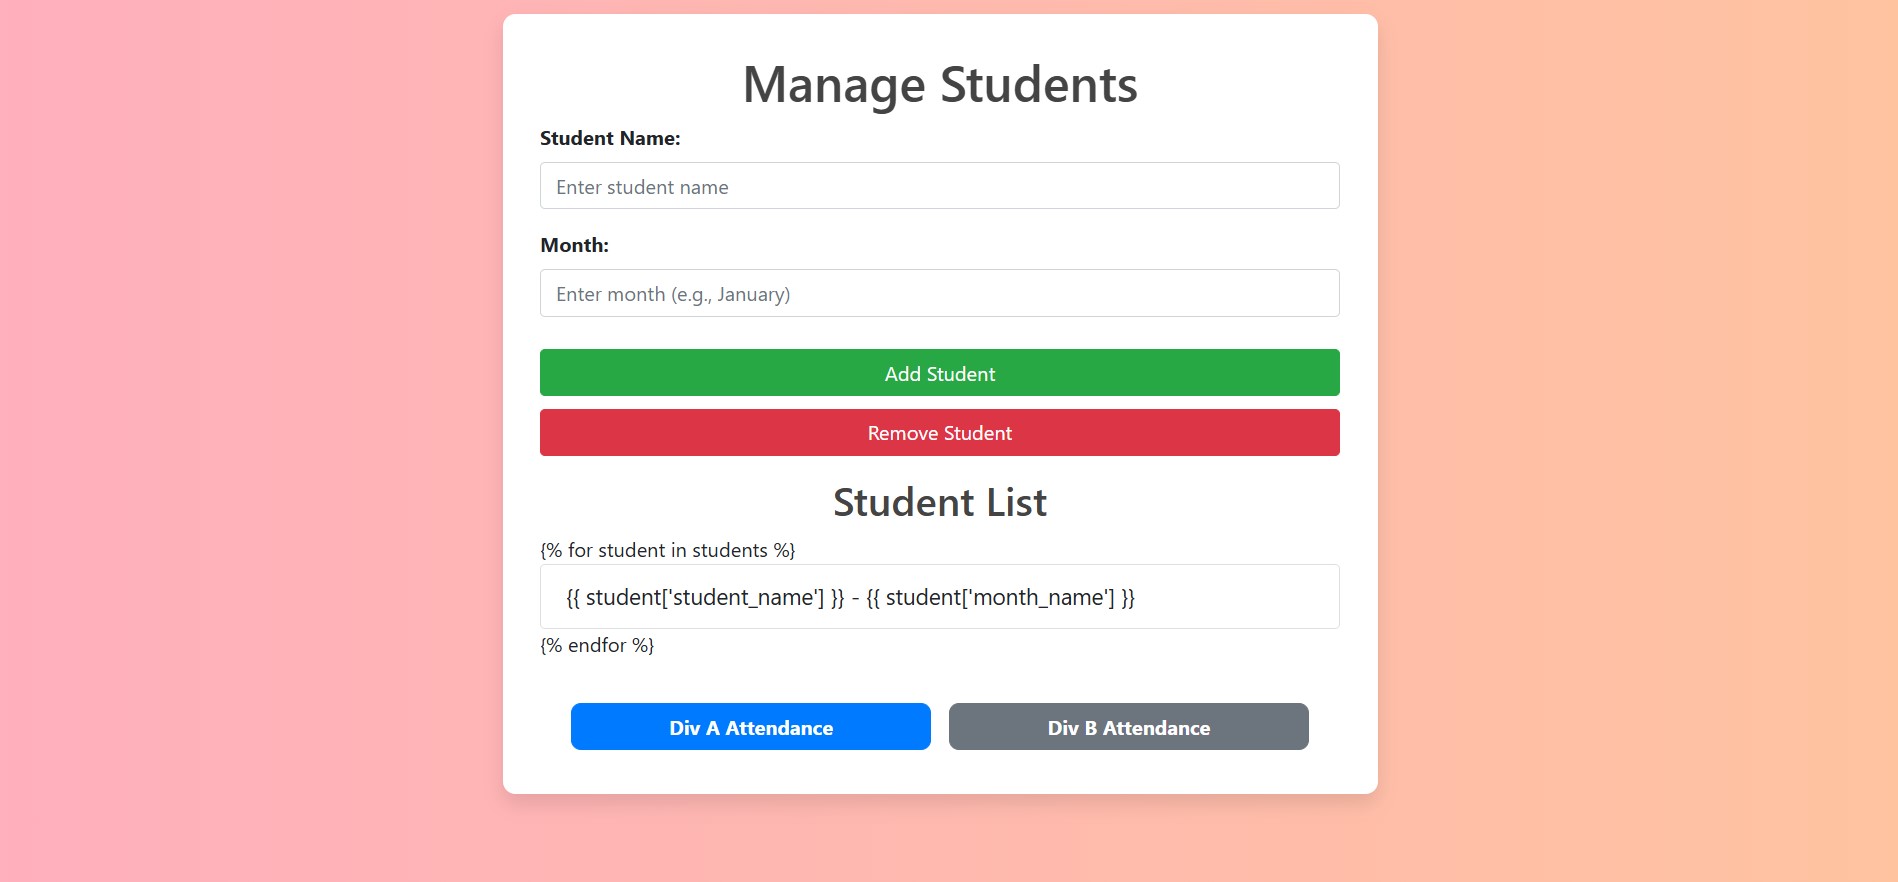 Manage Students
Student Name:
Enter student name
Month:
Enter month (e.g., January)
Add Student
Remove Student
Student List
{% for student in students %}
{{ student['student_name'] }} - {{ student['month_name'] }}
{% endfor %}
Div A Attendance Div B Attendance